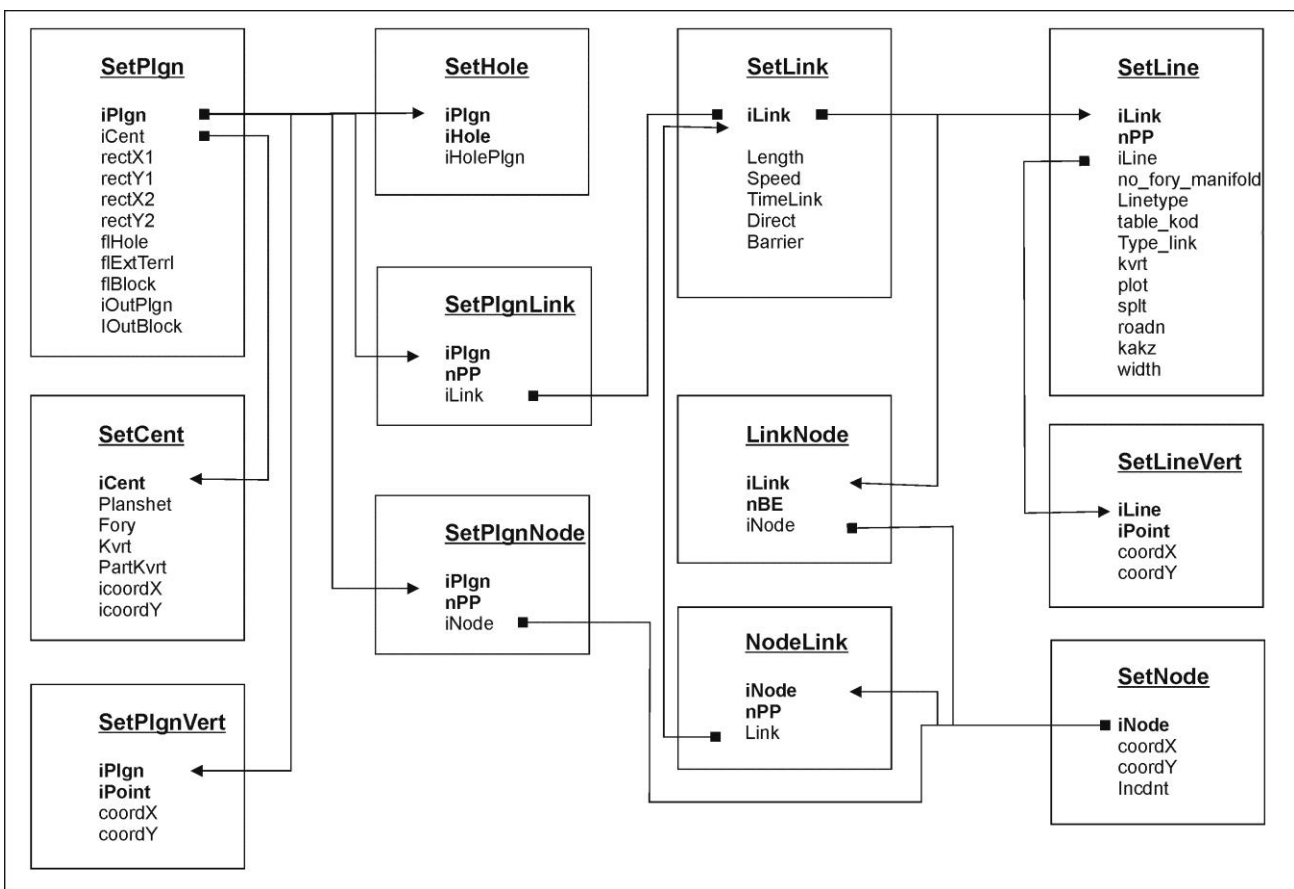 SetPlgn
iPlgn
iCent
rectX1
rectY1
rectX2
rectY2
flHole
flExtTerrI
flBlock
iOutPlgn
IOutBlock
SetCent
iCent
Planshet
Fory
Kvrt
PartKvrt
icoordX
icoordY
SetPlgnVert
iPlgn
iPoint
coordX
coordY
SetHole
iPlgn
iHole
iHolePlgn
SetPlgnLink
iPlgn
nPP
iLink
SetPlgnNode
iPlgn
nPP
iNode
SetLink
iLink
Length
Speed
TimeLink
Direct
Barrier
LinkNode
iLink
nBE
iNode
NodeLink
iNode
nPP
Link
SetLine
iLink
nPP
iLine
no_fory_manifold
Linetype
table_kod
Type_link
kvrt
plot
splt
roadn
kakz
width
SetLineVert
iLine
iPoint
coordX
coordY
SetNode
iNode
coordX
coordY
Incdnt